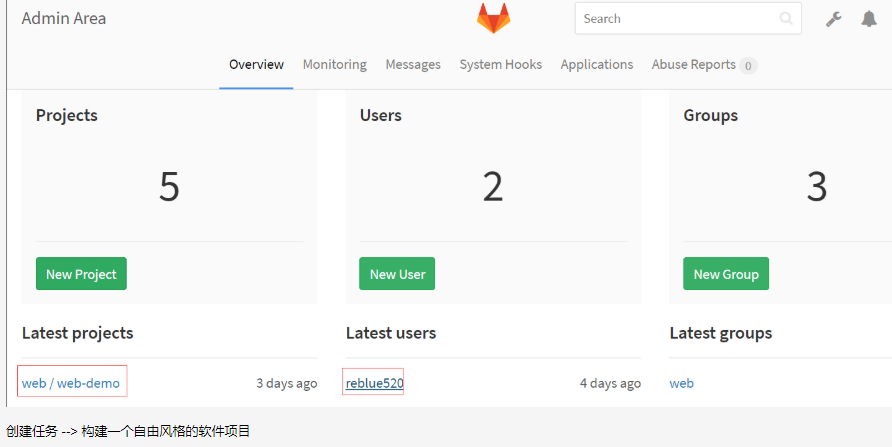 Admin Area
Search
Overview Monitoring Messages System Hooks Applications Abuse Reports 0
Projects Users Groups
5 2 3
New Project New User New Group
Latest projects Latest users Latest groups
web / web-demo 3 days ago reblue520 4 days ago web
创建任务 --> 构建一个自由风格的软件项目